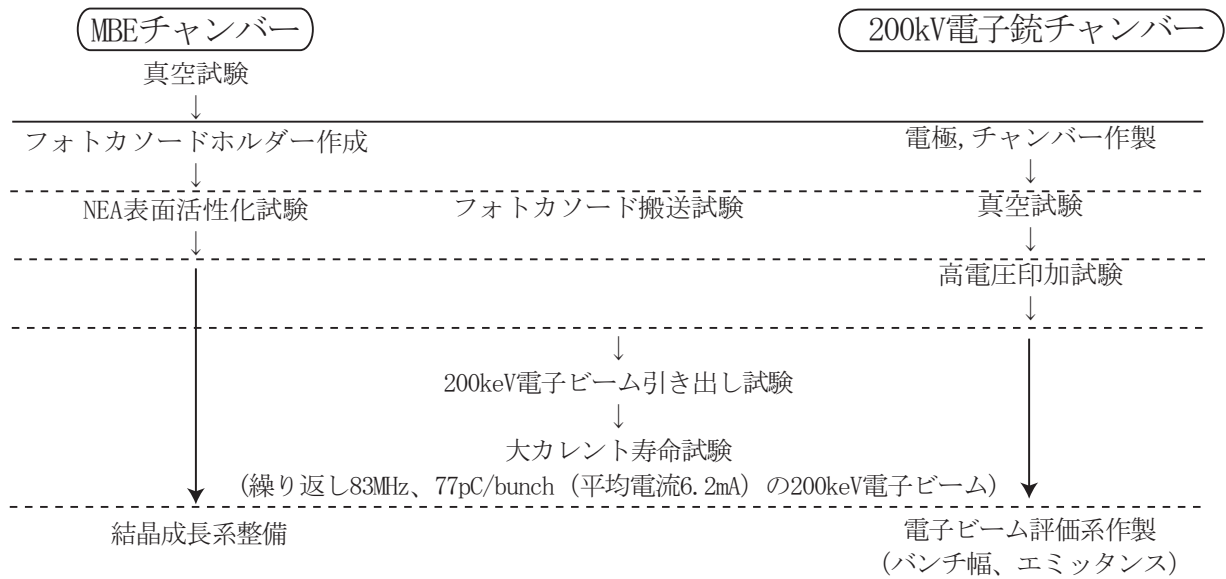 MBEチャンバー
200kV電子銃チャンバー
真空試験
↓
フォトカソードホルダー作成
電極,チャンバー作製
↓
↓
NEA表面活性化試験
フォトカソード搬送試験
真空試験
↓
↓
高電圧印加試験
↓
↓
200keV電子ビーム引き出し試験
↓
大カレント寿命試験
(繰り返し83MHz、77pC/bunch (平均電流6.2mA) の200keV電子ビーム)
結晶成長系整備
電子ビーム評価系作製
(バンチ幅、エミッタンス)